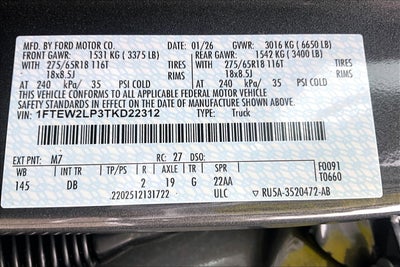 MFD. BY FORD MOTOR CO. 01/26 GVWR: 3016 KG ( 6650 LB)
FRONT GAWR: 1531 KG ( 3375 LB) REAR GAWR: 1542 KG ( 3400 LB)
WITH 275/65R18 116T TIRES WITH 275/65R18 116T TIRES
18x8.5J RIMS 18x8.5J RIMS
AT 240 kPa/ 35 PSI COLD AT 240 kPa/ 35 PSI COLD
THIS VEHICLE CONFORMS TO ALL APPLICABLE FEDERAL MOTOR
VEHICLE SAFETY STANDARDS IN EFFECT ON THE DATE OF MANUFACTURE SHOWN ABOVE.
VIN: 1FTEW2LP3TKD22312 TYPE: Truck
EXT PNT: M7 RC: 27 DSO:
WB INT TR TP/PS R AXLE TR SPR F0091
145 DB 2 19 G 22AA T0660
.2202512131722 ULC RU5A-3520472-AB